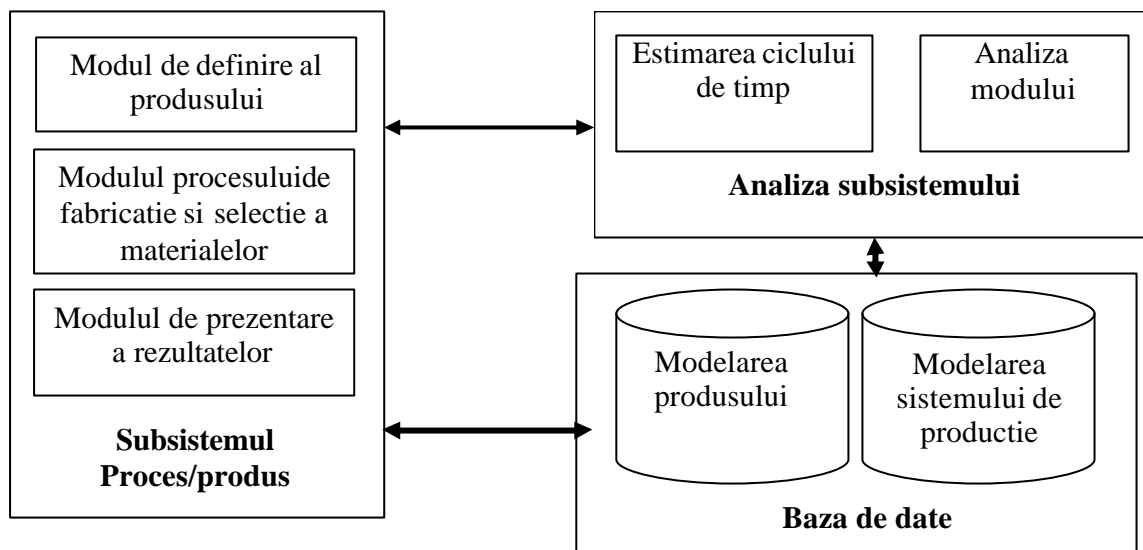 Modul de definire al
produsului
Modulul procesuluide
fabricatie si selectie a
materialelor
Modulul de prezentare
a rezultatelor
Subsistemul
Proces/produs
Estimarea ciclului
de timp
Analiza
modului
Analiza subsistemului
Modelarea
produsului
Modelarea
sistemului de
productie
Baza de date